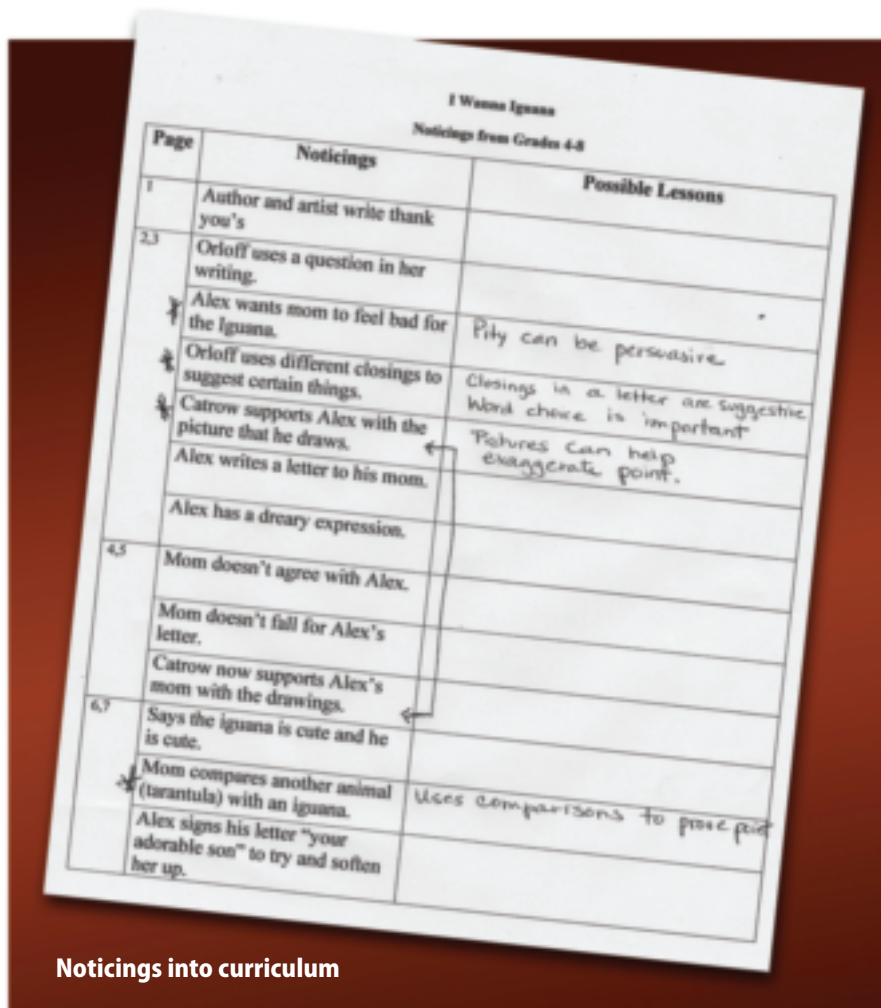 I Wanna Iguana
Noticings from Grades 4-8
Page
Noticings
Possible Lessons
1
Author and artist write thank
you's
2,3
Orloff uses a question in her
writing.
Alex wants mom to feel bad for
the Iguana.
Pity can be persuasive
Orloff uses different closings to
suggest certain things.
Closings in a letter are suggestive
Word choice is important
Catrow supports Alex with the
picture that he draws.
Pictures can help
exaggerate point.
Alex writes a letter to his mom.
Alex has a dreary expression.
4,5
Mom doesn't agree with Alex.
Mom doesn't fall for Alex's
letter.
Catrow now supports Alex's
mom with the drawings.
6,7
Says the iguana is cute and he
is cute.
Mom compares another animal
(tarantula) with an iguana.
Uses comparisons to prove point
Alex signs his letter "your
adorable son" to try and soften
her up.
Noticings into curriculum